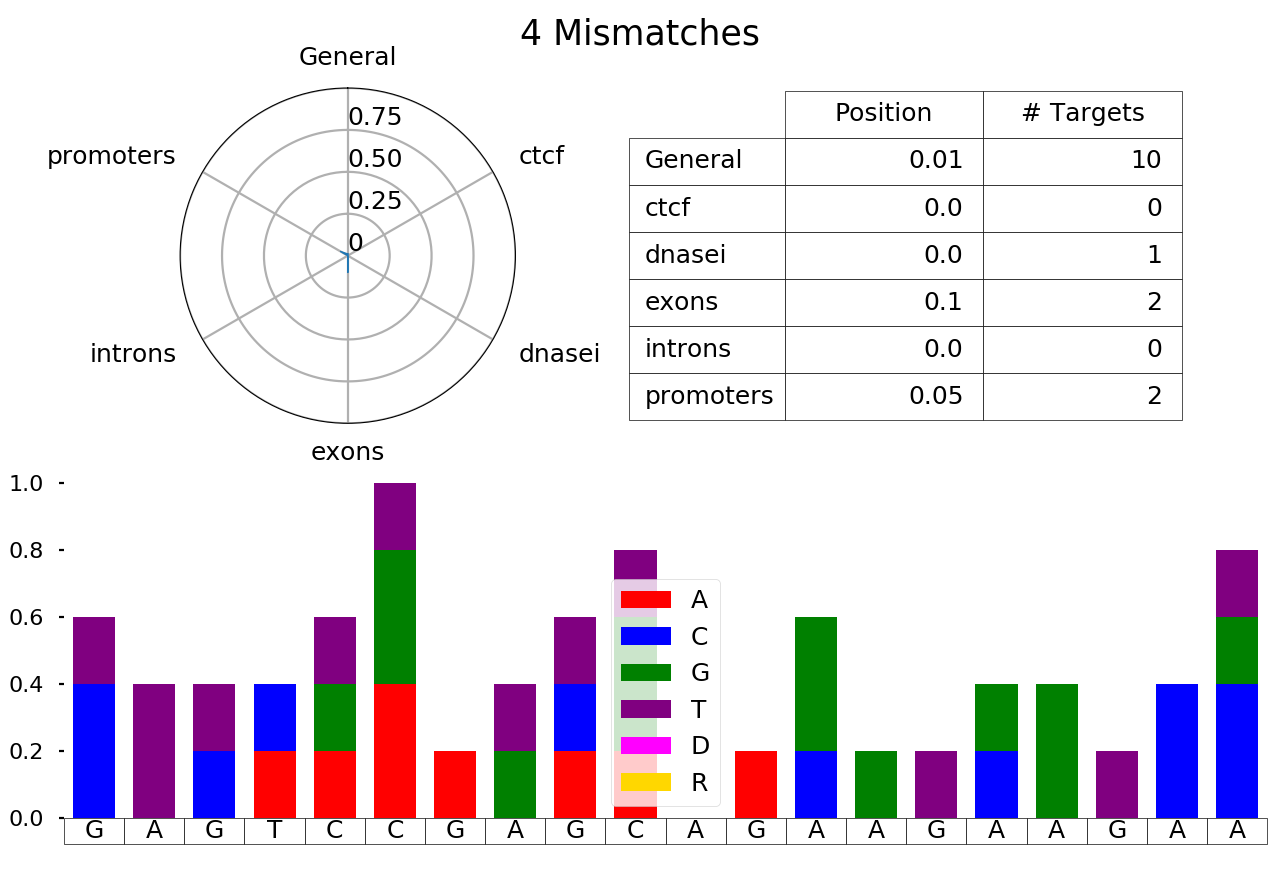 4 Mismatches
General
0.75
promoters
ctcf
0.50
0.25
0
introns
dnasei
exons
Position # Targets
General 0.01 10
ctcf 0.0 0
dnasei 0.0 1
exons 0.1 2
introns 0.0 0
promoters 0.05 2
1.0
0.8
0.6
0.4
0.2
0.0
A
C
G
T
D
R
G A G T C C G A G C A G A A G A A G A A